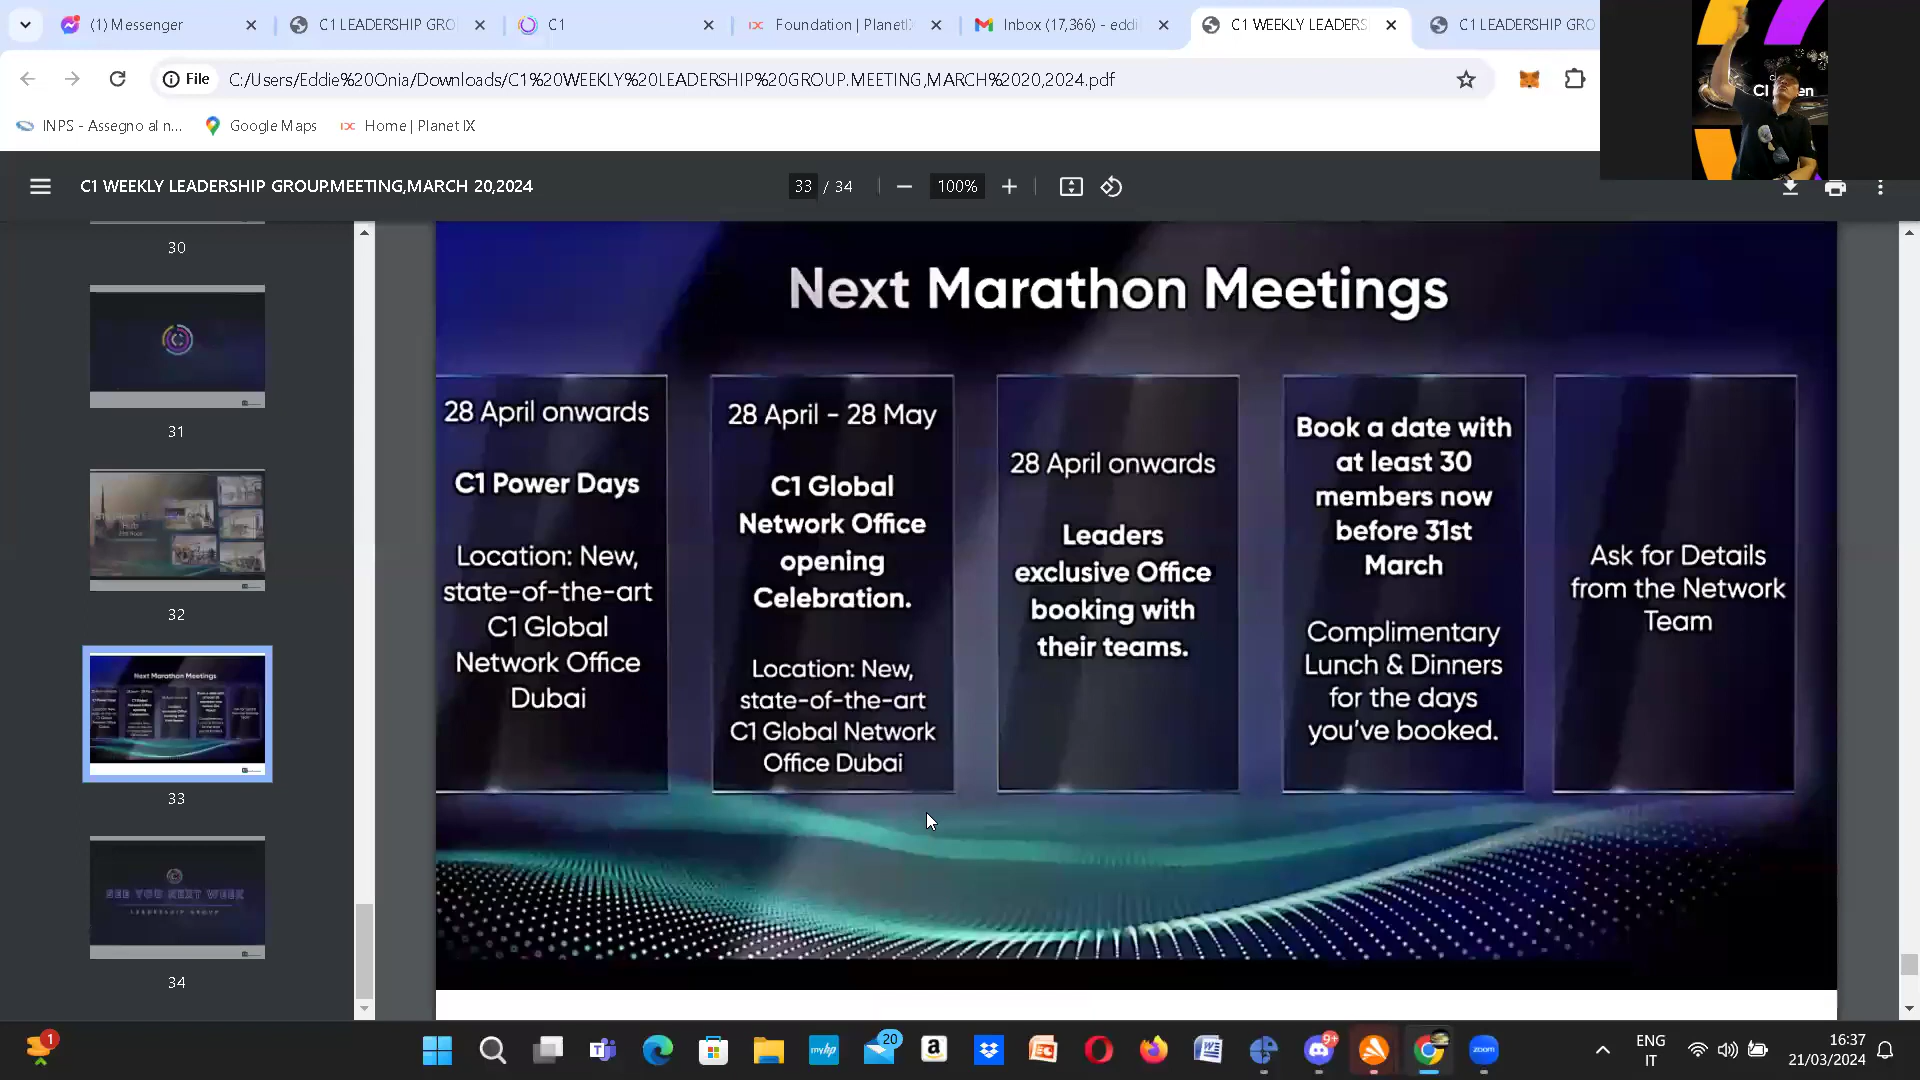 (1) Messenger
C1 LEADERSHIP GRO
C1
Foundation | PlanetI
Inbox (17,366) - eddi
C1 WEEKLY LEADERS
C1 LEADERSHIP GRO
File
C:/Users/Eddie%20Onia/Downloads/C1%20WEEKLY%20LEADERSHIP%20GROUP.MEETING,MARCH%2020,2024.pdf
INPS - Assegno al n...
Google Maps
Home | Planet IX
C1 WEEKLY LEADERSHIP GROUP.MEETING,MARCH 20,2024
33 / 34
100%
30
31
32
33
34
SEE YOU NEXT WEEK
LEADERSHIP GROUP
Next Marathon Meetings
28 April onwards
C1 Power Days
Location: New,
state-of-the-art
C1 Global
Network Office
Dubai
28 April - 28 May
C1 Global
Network Office
opening
Celebration.
Location: New,
state-of-the-art
C1 Global Network
Office Dubai
28 April onwards
Leaders
exclusive Office
booking with
their teams.
Book a date with
at least 30
members now
before 31st
March
Complimentary
Lunch & Dinners
for the days
you've booked.
Ask for Details
from the Network
Team
1
myhp
20
a
9+
zoom
ENG
IT
16:37
21/03/2024